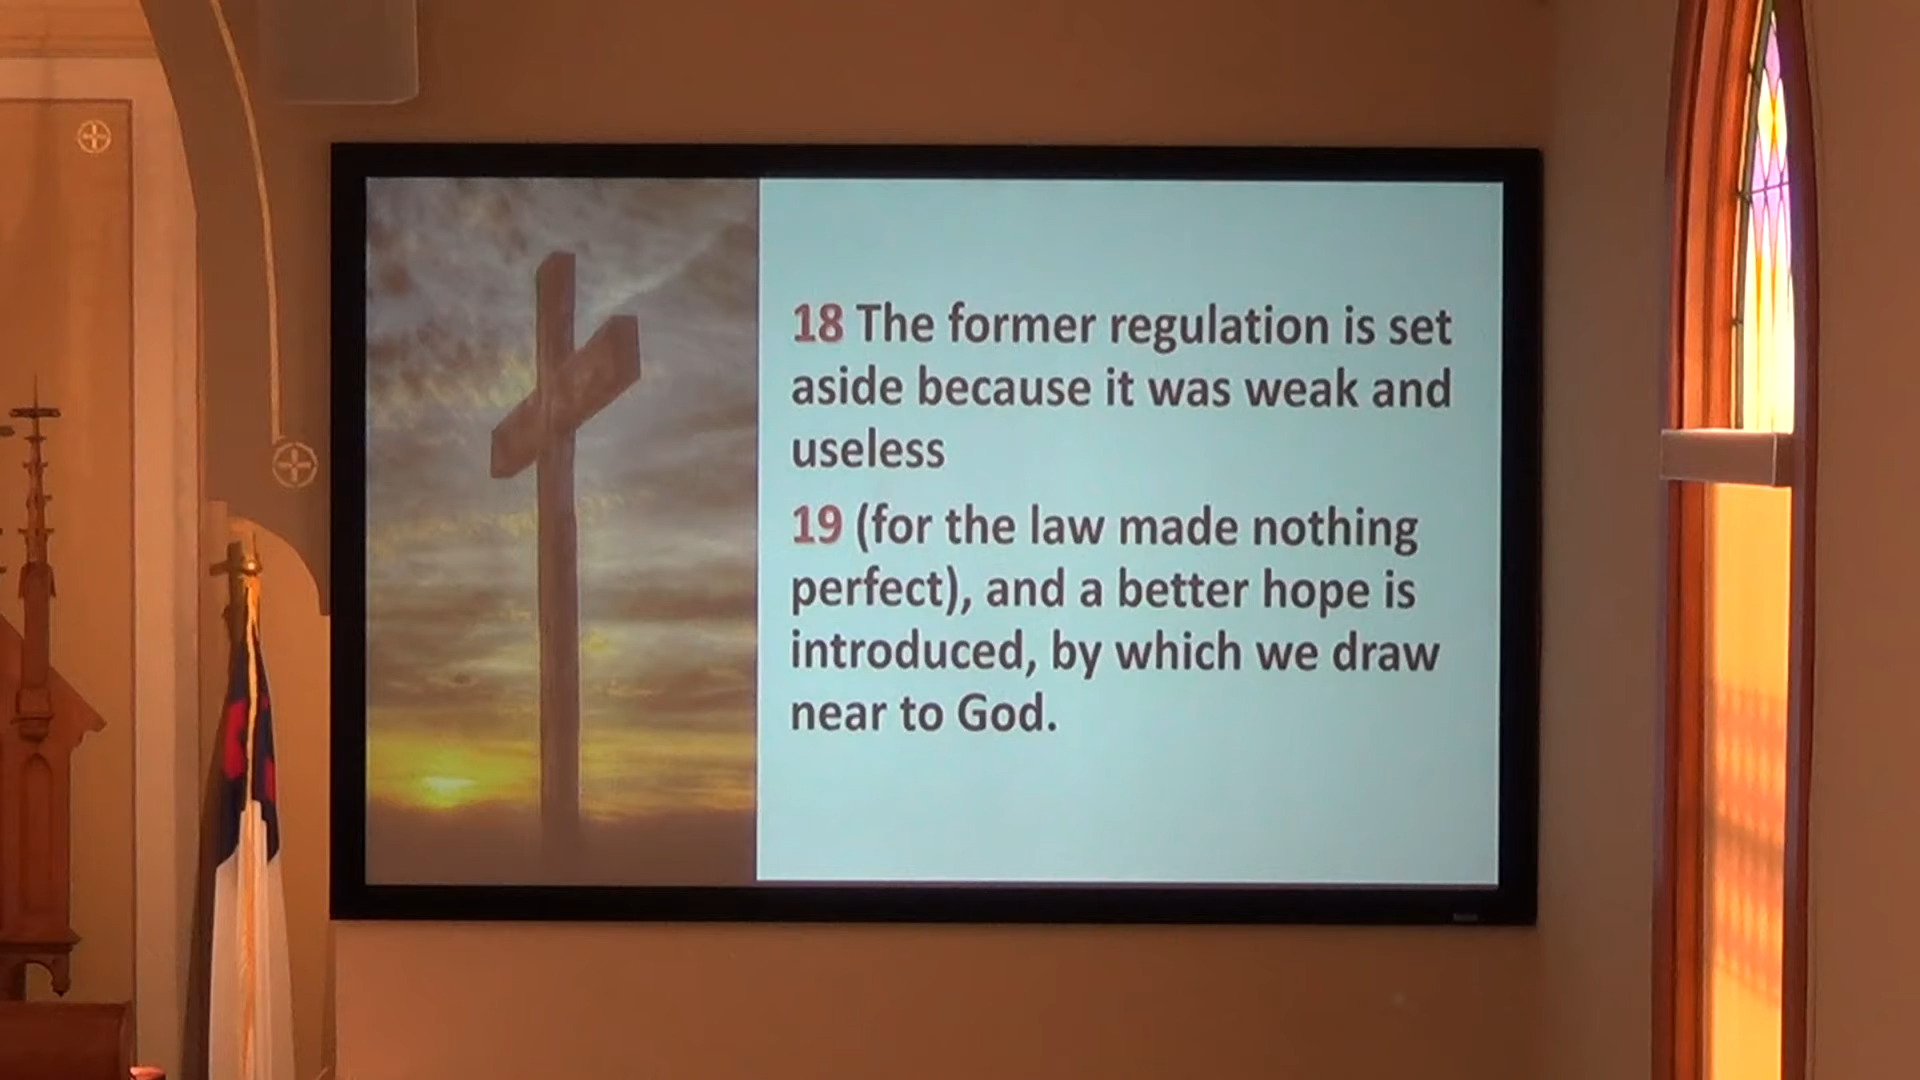 18 The former regulation is set
aside because it was weak and
useless
19 (for the law made nothing
perfect), and a better hope is
introduced, by which we draw
near to God.